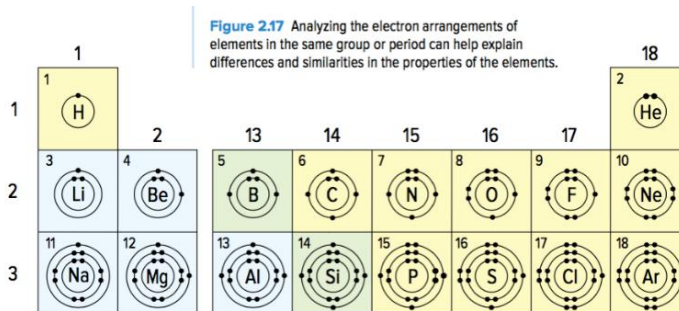 Figure 2.17 Analyzing the electron arrangements of
elements in the same group or period can help explain
differences and similarities in the properties of the elements.
1 18
1 2
1 H He
2 13 14 15 16 17
3 4 5 6 7 8 9 10
2 Li Be B C N O F Ne
11 12 13 14 15 16 17 18
3 Na Mg Al Si P S Cl Ar